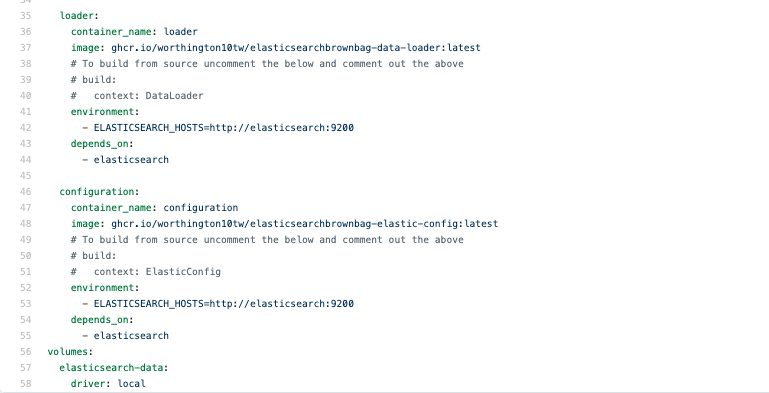 35 loader:
36 container_name: loader
37 image: ghcr.io/worthington10tw/elasticsearchbrownbag-data-loader:latest
38 # To build from source uncomment the below and comment out the above
39 # build:
40 #   context: DataLoader
41 environment:
42 - ELASTICSEARCH_HOSTS=http://elasticsearch:9200
43 depends_on:
44 - elasticsearch
45
46 configuration:
47 container_name: configuration
48 image: ghcr.io/worthington10tw/elasticsearchbrownbag-elastic-config:latest
49 # To build from source uncomment the below and comment out the above
50 # build:
51 #   context: ElasticConfig
52 environment:
53 - ELASTICSEARCH_HOSTS=http://elasticsearch:9200
54 depends_on:
55 - elasticsearch
56 volumes:
57 elasticsearch-data:
58 driver: local